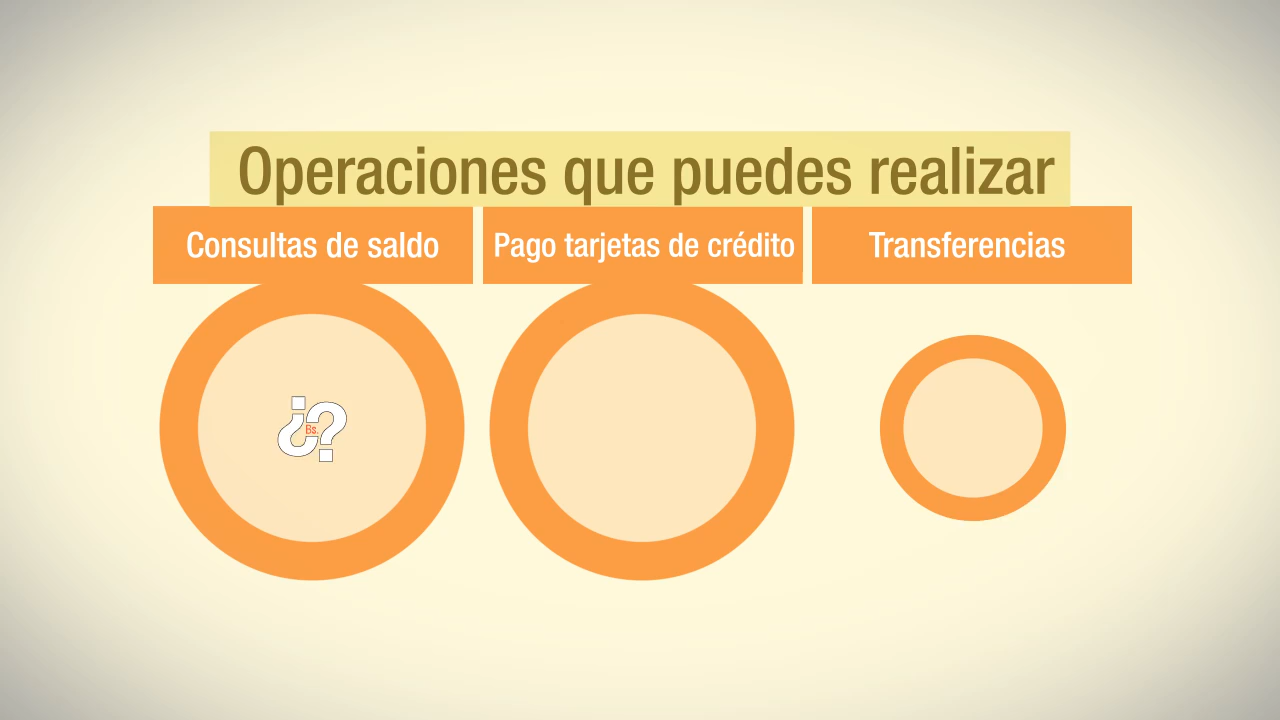 Operaciones que puedes realizar
Consultas de saldo
Pago tarjetas de crédito
Transferencias
¿?
Bs.